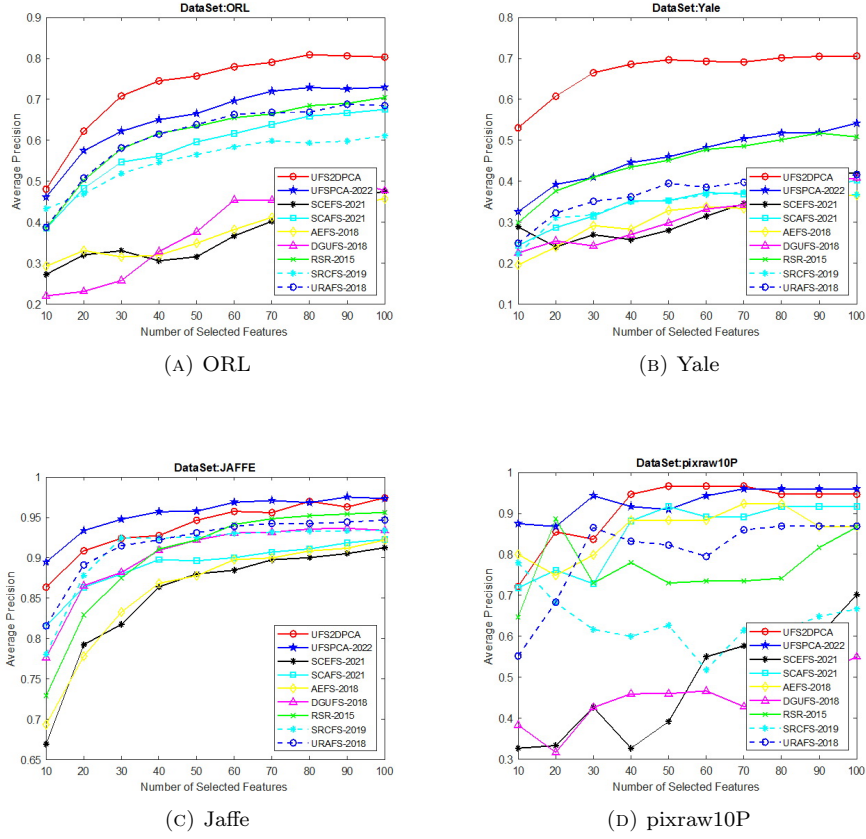 DataSet:ORL
0.9
0.8
0.7
0.6
0.5
0.4
0.3
0.2
Average Precision
10 20 30 40 50 60 70 80 90 100
Number of Selected Features
UFS2DPCA
UFSPCA-2022
SCEFS-2021
SCAFS-2021
AEFS-2018
DGUFS-2018
RSR-2015
SRCFS-2019
URAFS-2018
(A) ORL
DataSet:Yale
0.8
0.7
0.6
0.5
0.4
0.3
0.2
0.1
Average Precision
10 20 30 40 50 60 70 80 90 100
Number of Selected Features
UFS2DPCA
UFSPCA-2022
SCEFS-2021
SCAFS-2021
AEFS-2018
DGUFS-2018
RSR-2015
SRCFS-2019
URAFS-2018
(B) Yale
DataSet:JAFFE
1
0.95
0.9
0.85
0.8
0.75
0.7
0.65
Average Precision
10 20 30 40 50 60 70 80 90 100
Number of Selected Features
UFS2DPCA
UFSPCA-2022
SCEFS-2021
SCAFS-2021
AEFS-2018
DGUFS-2018
RSR-2015
SRCFS-2019
URAFS-2018
(C) Jaffe
DataSet:pixraw10P
1
0.9
0.8
0.7
0.6
0.5
0.4
0.3
Average Precision
10 20 30 40 50 60 70 80 90 100
Number of Selected Features
UFS2DPCA
UFSPCA-2022
SCEFS-2021
SCAFS-2021
AEFS-2018
DGUFS-2018
RSR-2015
SRCFS-2019
URAFS-2018
(D) pixraw10P